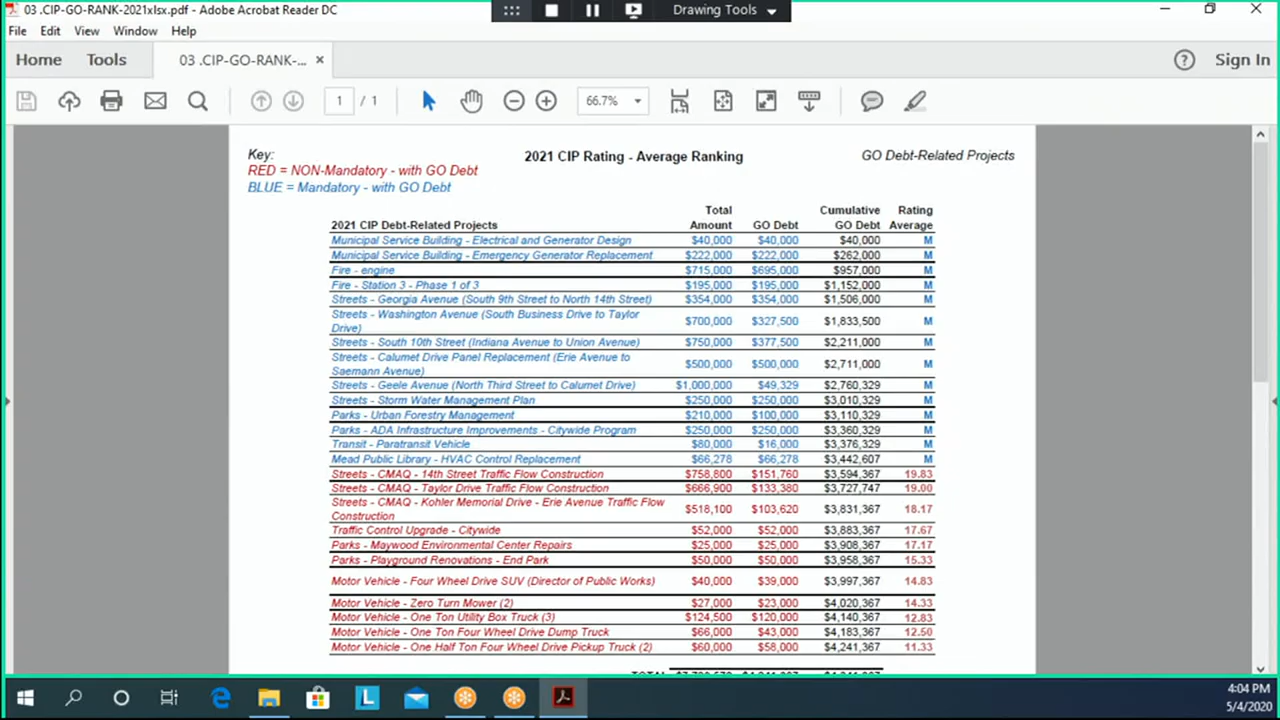 03 .CIP-GO-RANK-2021xlsx.pdf - Adobe Acrobat Reader DC
Drawing Tools
File Edit View Window Help
Home Tools 03 .CIP-GO-RANK-... × Sign In
1 / 1 66.7%
Key:
RED = NON-Mandatory - with GO Debt
BLUE = Mandatory - with GO Debt
2021 CIP Rating - Average Ranking
GO Debt-Related Projects
2021 CIP Debt-Related Projects Total Amount GO Debt Cumulative GO Debt Rating Average
Municipal Service Building - Electrical and Generator Design $40,000 $40,000 $40,000 M
Municipal Service Building - Emergency Generator Replacement $222,000 $222,000 $262,000 M
Fire - engine $715,000 $695,000 $957,000 M
Fire - Station 3 - Phase 1 of 3 $195,000 $195,000 $1,152,000 M
Streets - Georgia Avenue (South 9th Street to North 14th Street) $354,000 $354,000 $1,506,000 M
Streets - Washington Avenue (South Business Drive to Taylor
Drive) $700,000 $327,500 $1,833,500 M
Streets - South 10th Street (Indiana Avenue to Union Avenue) $750,000 $377,500 $2,211,000 M
Streets - Calumet Drive Panel Replacement (Erie Avenue to
Saemann Avenue) $500,000 $500,000 $2,711,000 M
Streets - Geele Avenue (North Third Street to Calumet Drive) $1,000,000 $49,329 $2,760,329 M
Streets - Storm Water Management Plan $250,000 $250,000 $3,010,329 M
Parks - Urban Forestry Management $210,000 $100,000 $3,110,329 M
Parks - ADA Infrastructure Improvements - Citywide Program $250,000 $250,000 $3,360,329 M
Transit - Paratransit Vehicle $80,000 $16,000 $3,376,329 M
Mead Public Library - HVAC Control Replacement $66,278 $66,278 $3,442,607 M
Streets - CMAQ - 14th Street Traffic Flow Construction $758,800 $151,760 $3,594,367 19.83
Streets - CMAQ - Taylor Drive Traffic Flow Construction $666,900 $133,380 $3,727,747 19.00
Streets - CMAQ - Kohler Memorial Drive - Erie Avenue Traffic Flow
Construction $518,100 $103,620 $3,831,367 18.17
Traffic Control Upgrade - Citywide $52,000 $52,000 $3,883,367 17.67
Parks - Maywood Environmental Center Repairs $25,000 $25,000 $3,908,367 17.17
Parks - Playground Renovations - End Park $50,000 $50,000 $3,958,367 15.33
Motor Vehicle - Four Wheel Drive SUV (Director of Public Works) $40,000 $39,000 $3,997,367 14.83
Motor Vehicle - Zero Turn Mower (2) $27,000 $23,000 $4,020,367 14.33
Motor Vehicle - One Ton Utility Box Truck (3) $124,500 $120,000 $4,140,367 12.83
Motor Vehicle - One Ton Four Wheel Drive Dump Truck $66,000 $43,000 $4,183,367 12.50
Motor Vehicle - One Half Ton Four Wheel Drive Pickup Truck (2) $60,000 $58,000 $4,241,367 11.33
4:04 PM
5/4/2020